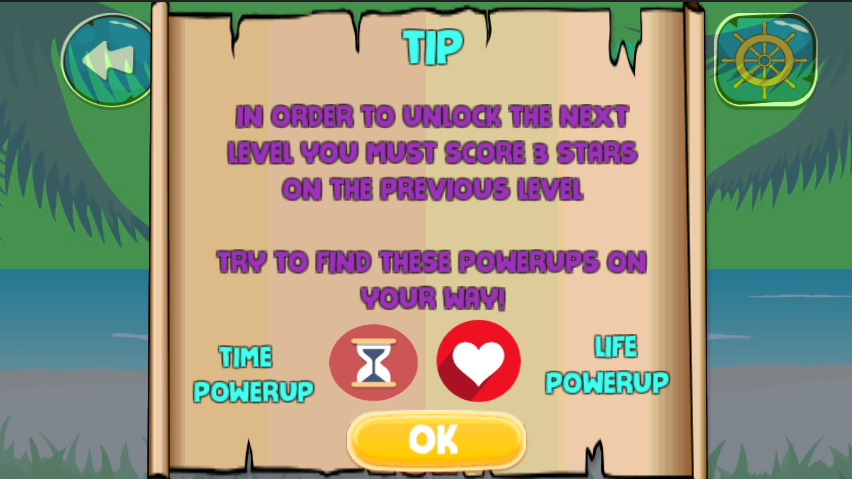 TIP
IN ORDER TO UNLOCK THE NEXT
LEVEL YOU MUST SCORE 3 STARS
ON THE PREVIOUS LEVEL
TRY TO FIND THESE POWERUPS ON
YOUR WAY!
TIME
POWERUP
LIFE
POWERUP
OK